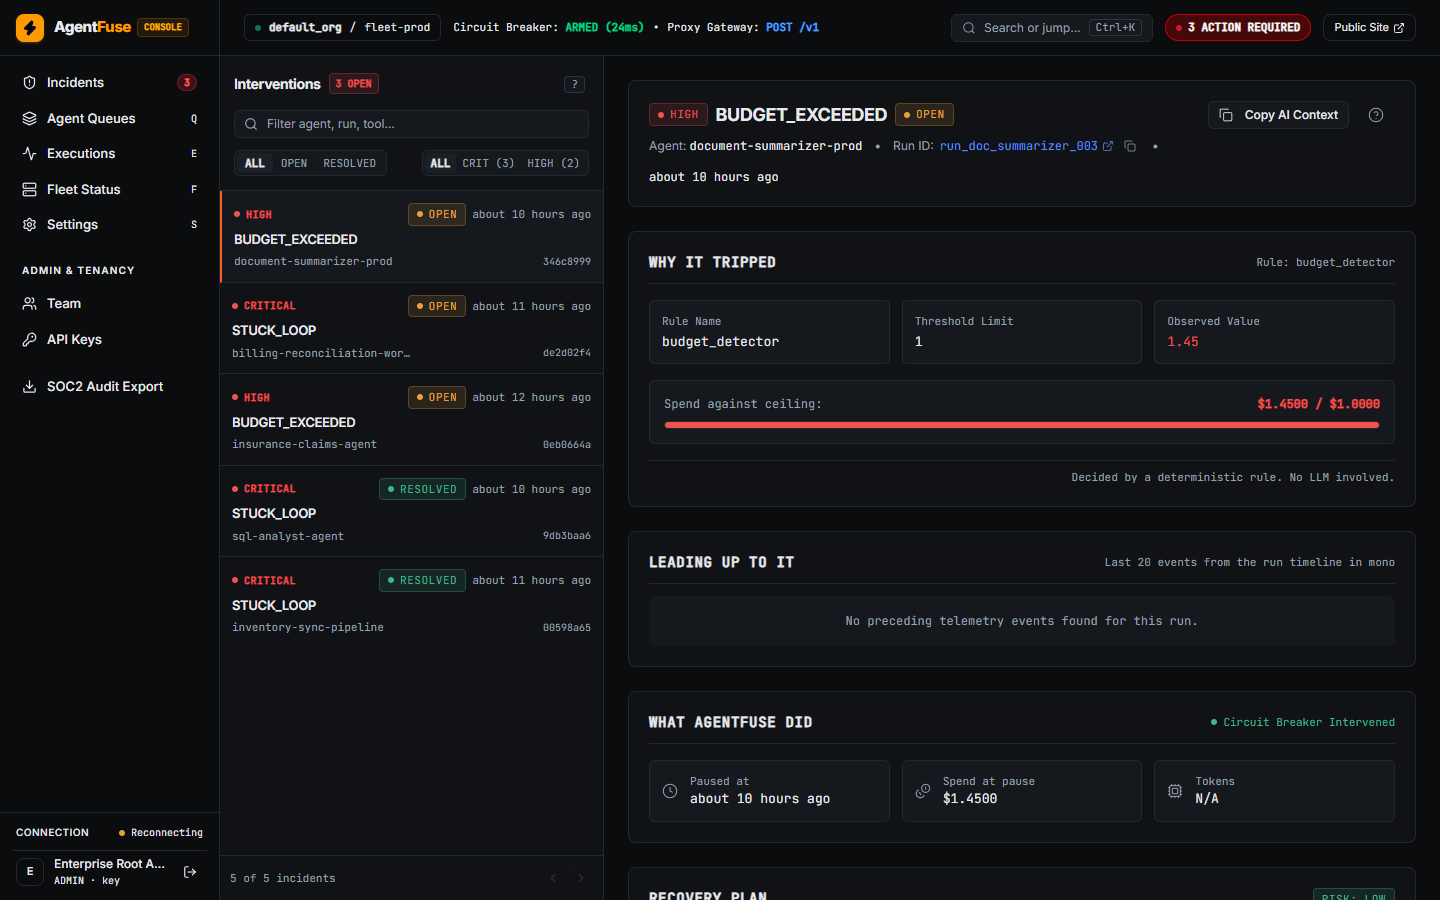 AgentFuse CONSOLE
default_org / fleet-prod
Circuit Breaker: ARMED (24ms) • Proxy Gateway: POST /v1
Search or jump... Ctrl+K
3 ACTION REQUIRED
Public Site
Incidents 3
Agent Queues Q
Executions E
Fleet Status F
Settings S
ADMIN & TENANCY
Team
API Keys
SOC2 Audit Export
CONNECTION Reconnecting
E
Enterprise Root A...
ADMIN · key
Interventions 3 OPEN ?
Filter agent, run, tool...
ALL OPEN RESOLVED ALL CRIT (3) HIGH (2)
HIGH OPEN about 10 hours ago
BUDGET_EXCEEDED
document-summarizer-prod 346c8999
CRITICAL OPEN about 11 hours ago
STUCK_LOOP
billing-reconciliation-wor… de2d02f4
HIGH OPEN about 12 hours ago
BUDGET_EXCEEDED
insurance-claims-agent 0eb0664a
CRITICAL RESOLVED about 10 hours ago
STUCK_LOOP
sql-analyst-agent 9db3baa6
CRITICAL RESOLVED about 11 hours ago
STUCK_LOOP
inventory-sync-pipeline 00598a65
5 of 5 incidents
HIGH BUDGET_EXCEEDED OPEN
Copy AI Context
Agent: document-summarizer-prod • Run ID: run_doc_summarizer_003 •
about 10 hours ago
WHY IT TRIPPED Rule: budget_detector
Rule Name
budget_detector
Threshold Limit
1
Observed Value
1.45
Spend against ceiling: $1.4500 / $1.0000
Decided by a deterministic rule. No LLM involved.
LEADING UP TO IT Last 20 events from the run timeline in mono
No preceding telemetry events found for this run.
WHAT AGENTFUSE DID Circuit Breaker Intervened
Paused at
about 10 hours ago
Spend at pause
$1.4500
Tokens
N/A
RECOVERY PLAN RISK: LOW